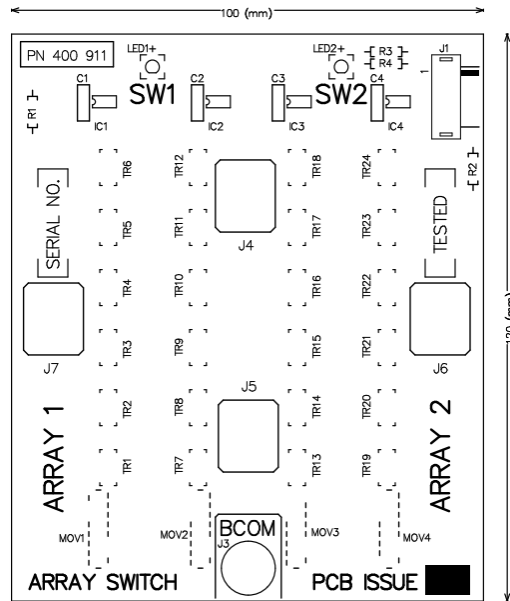 100 (mm)
PN 400 911
LED1+
LED2+
R3
R4
J1
1
C1
C2
C3
C4
SW1
SW2
R1
IC1
IC2
IC3
IC4
R2
TR6
TR12
TR18
TR24
SERIAL NO.
TESTED
TR5
TR11
J4
TR17
TR23
TR4
TR10
TR16
TR22
120 (mm)
TR3
TR9
TR15
TR21
J7
J6
J5
TR2
TR8
TR14
TR20
ARRAY 1
ARRAY 2
TR1
TR7
TR13
TR19
MOV1
MOV2
BCOM
J3
MOV3
MOV4
ARRAY SWITCH
PCB ISSUE